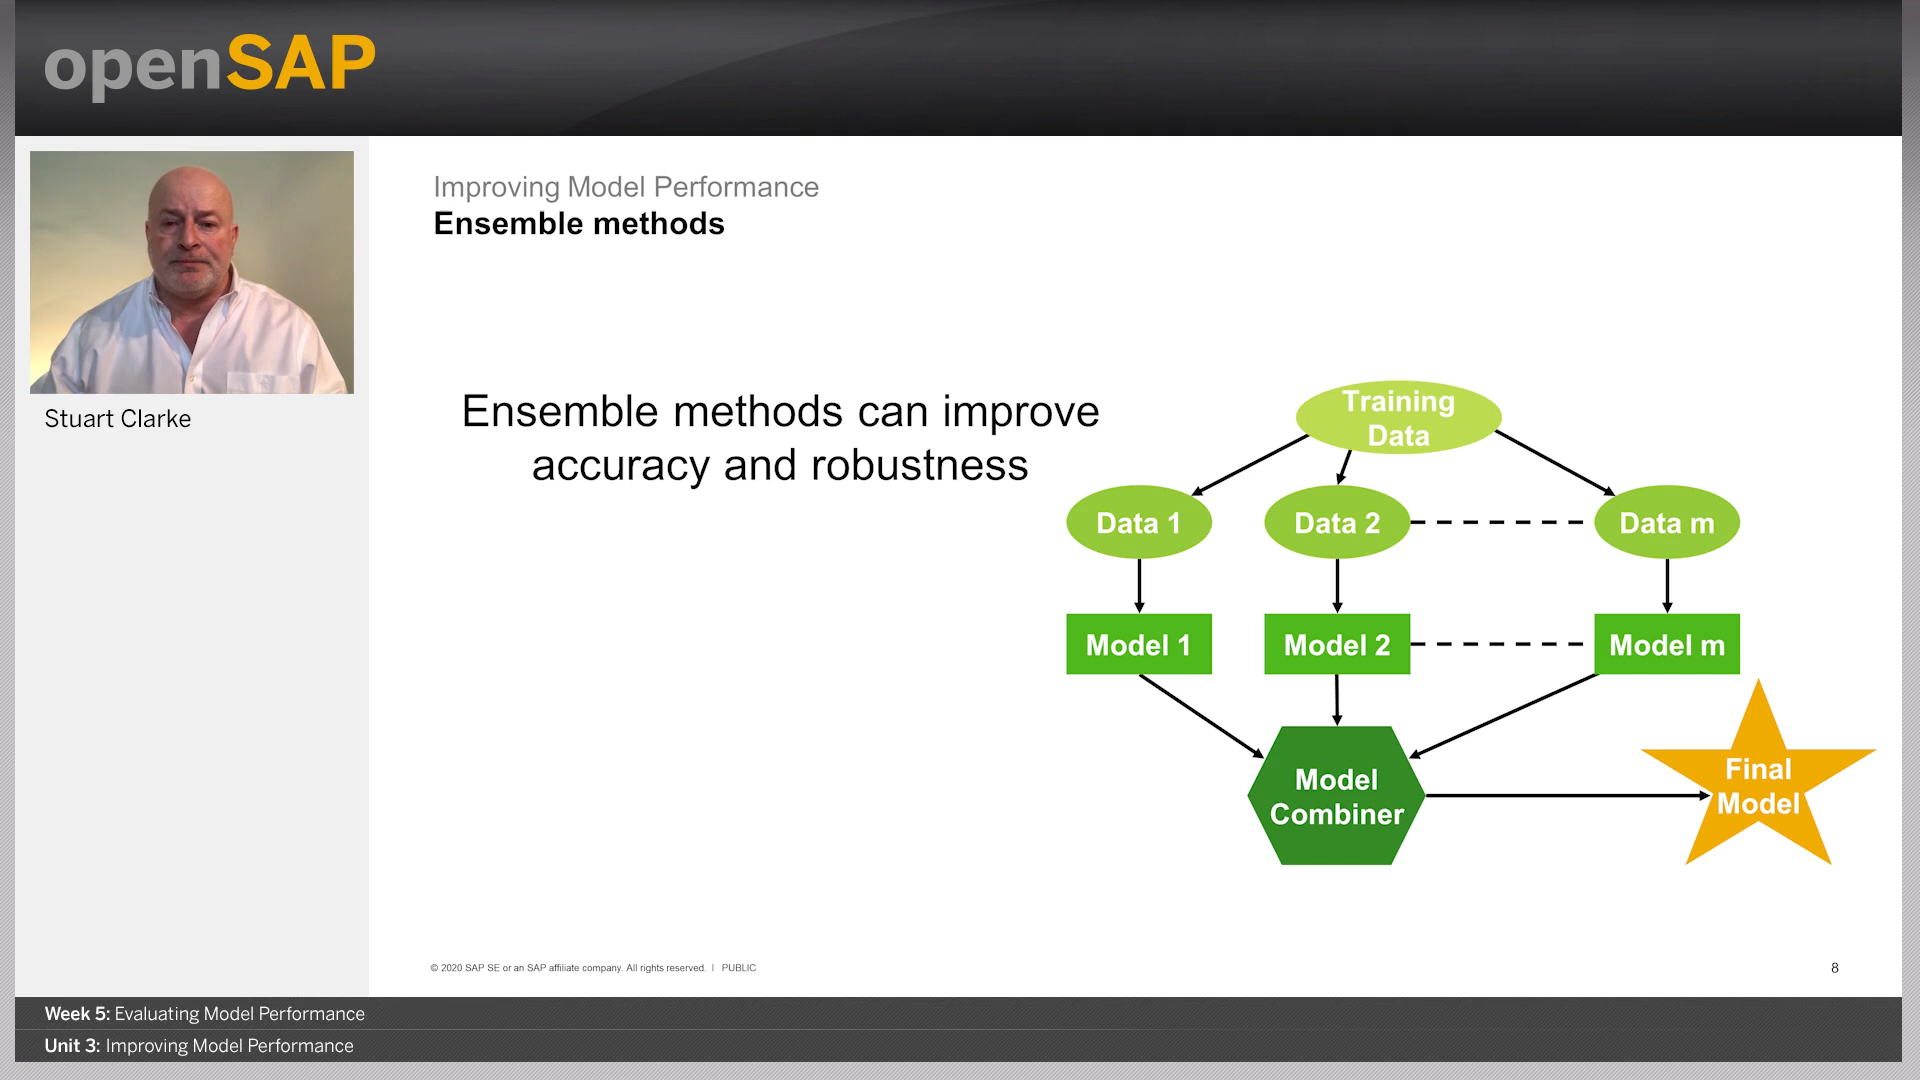 openSAP
Stuart Clarke
Improving Model Performance
Ensemble methods
Ensemble methods can improve
accuracy and robustness
Training
Data
Data 1
Data 2
Data m
Model 1
Model 2
Model m
Model
Combiner
Final
Model
© 2020 SAP SE or an SAP affiliate company. All rights reserved. | PUBLIC
8
Week 5: Evaluating Model Performance
Unit 3: Improving Model Performance